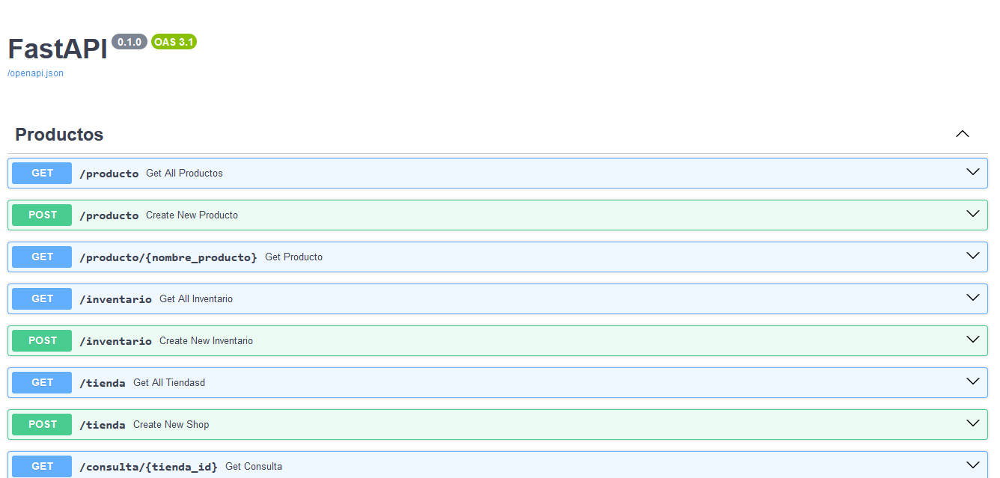 FastAPI 0.1.0 OAS 3.1
/openapi.json
Productos
GET /producto Get All Productos
POST /producto Create New Producto
GET /producto/{nombre_producto} Get Producto
GET /inventario Get All Inventario
POST /inventario Create New Inventario
GET /tienda Get All Tiendasd
POST /tienda Create New Shop
GET /consulta/{tienda_id} Get Consulta